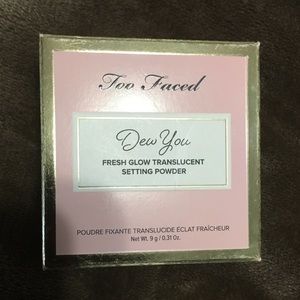 Too Faced
Dew You
FRESH GLOW TRANSLUCENT
SETTING POWDER
POUDRE FIXANTE TRANSLUCIDE ÉCLAT FRAÎCHEUR
Net Wt. 9 g / 0.31 Oz.